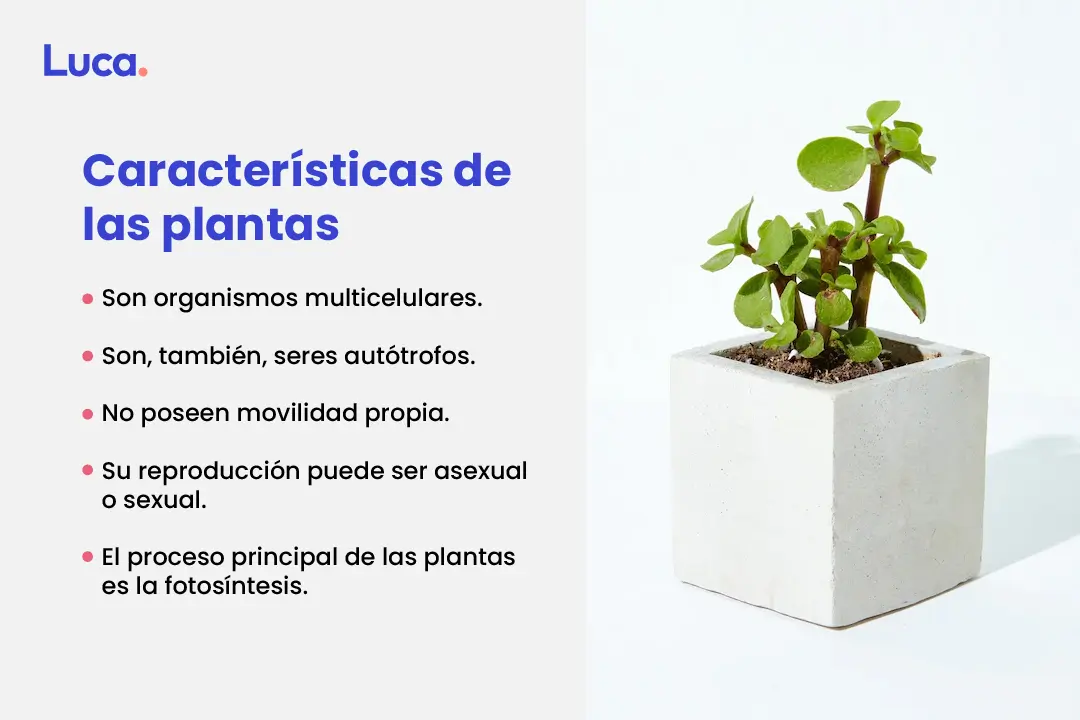 Luca.
Características de
las plantas
Son organismos multicelulares.
Son, también, seres autótrofos.
No poseen movilidad propia.
Su reproducción puede ser asexual
o sexual.
El proceso principal de las plantas
es la fotosíntesis.